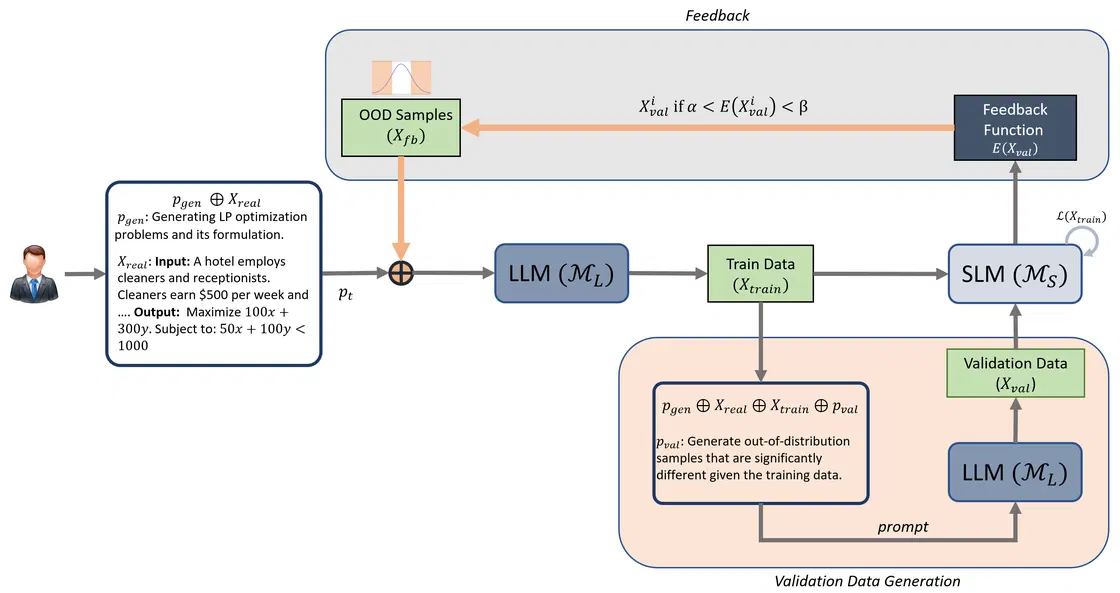 Feedback
OOD Samples
(X_fb)
X^i_val if α < E(X^i_val) < β
Feedback
Function
E(X_val)
p_gen ⊕ X_real
p_gen: Generating LP optimization
problems and its formulation.
X_real: Input: A hotel employs
cleaners and receptionists.
Cleaners earn $500 per week and
.... Output: Maximize 100x +
300y. Subject to: 50x + 100y <
1000
p_t
LLM (ℳ_L)
Train Data
(X_train)
ℒ(X_train)
SLM (ℳ_S)
Validation Data
(X_val)
p_gen ⊕ X_real ⊕ X_train ⊕ p_val
p_val: Generate out-of-distribution
samples that are significantly
different given the training data.
LLM (ℳ_L)
prompt
Validation Data Generation